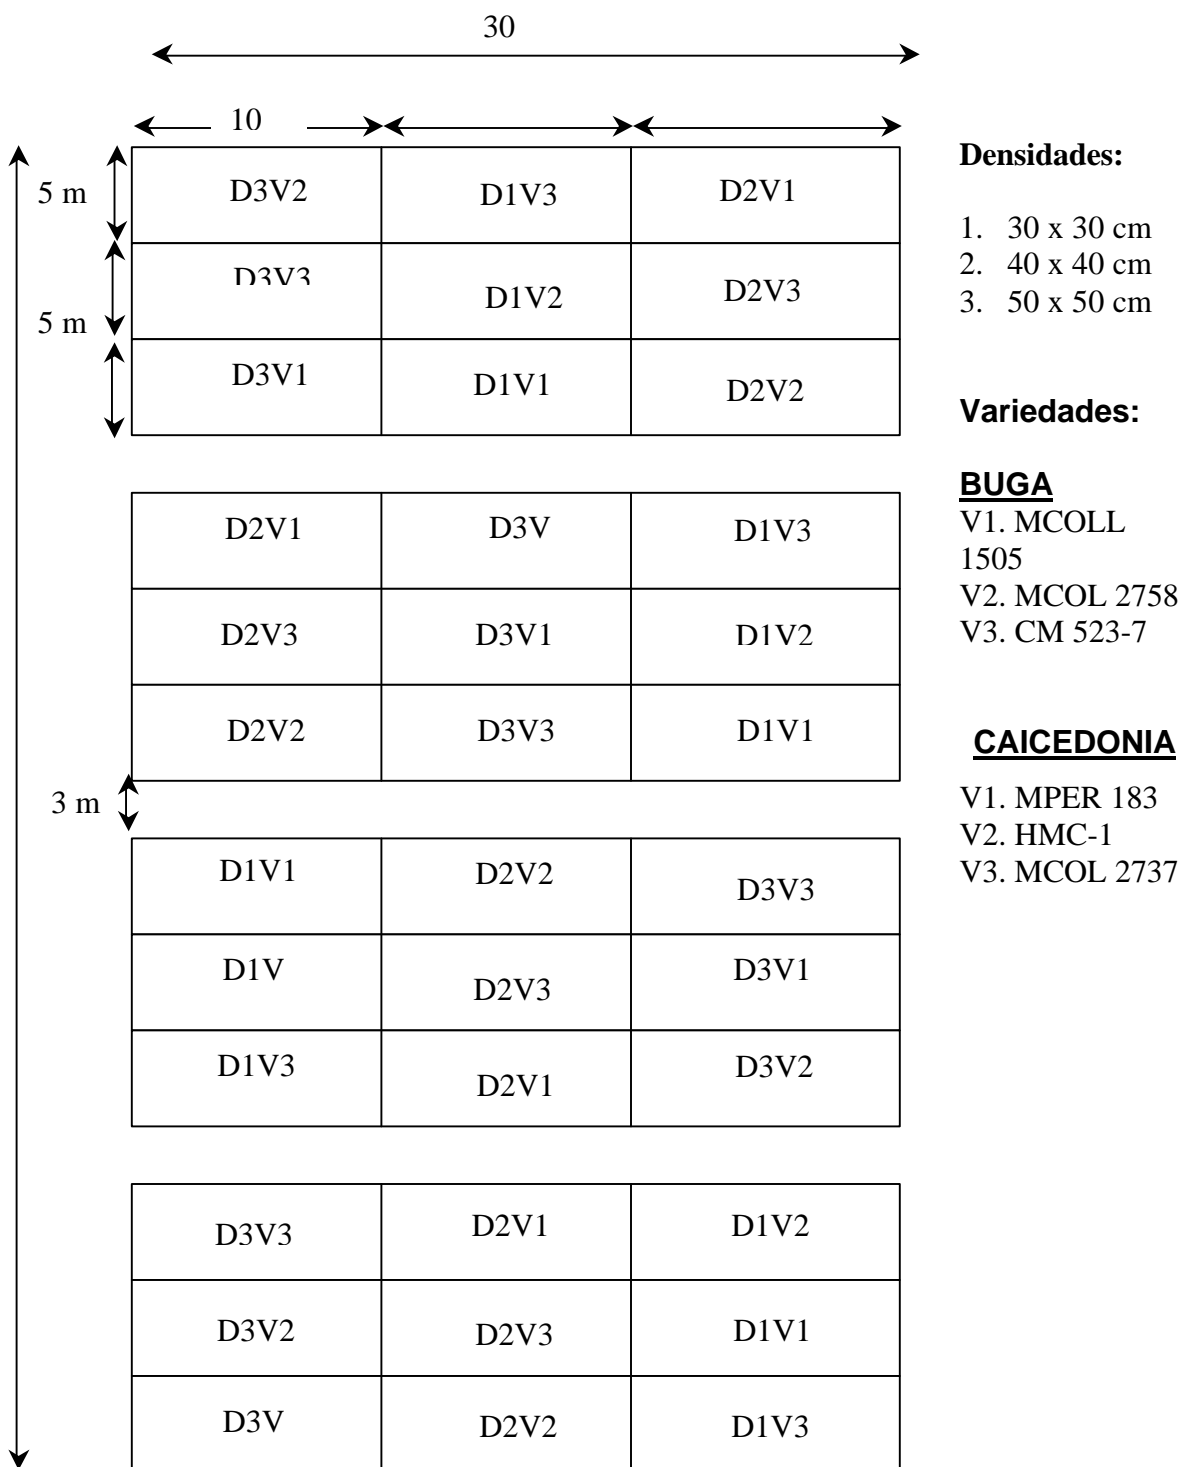 30
10
5 m
D3V2 D1V3 D2V1
D3V3 D1V2 D2V3
5 m
D3V1 D1V1 D2V2
D2V1 D3V D1V3
D2V3 D3V1 D1V2
D2V2 D3V3 D1V1
3 m
D1V1 D2V2 D3V3
D1V D2V3 D3V1
D1V3 D2V1 D3V2
D3V3 D2V1 D1V2
D3V2 D2V3 D1V1
D3V D2V2 D1V3
Densidades:
1. 30 x 30 cm
2. 40 x 40 cm
3. 50 x 50 cm
Variedades:
BUGA
V1. MCOLL
1505
V2. MCOL 2758
V3. CM 523-7
CAICEDONIA
V1. MPER 183
V2. HMC-1
V3. MCOL 2737